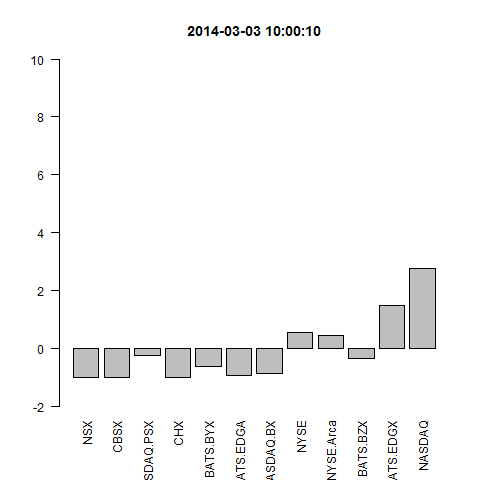 2014-03-03 10:00:10
10
8
6
4
2
0
-2
NSX
CBSX
SDAQ.PSX
CHX
BATS.BYX
ATS.EDGA
ASDAQ.BX
NYSE
NYSE.Arca
BATS.BZX
ATS.EDGX
NASDAQ